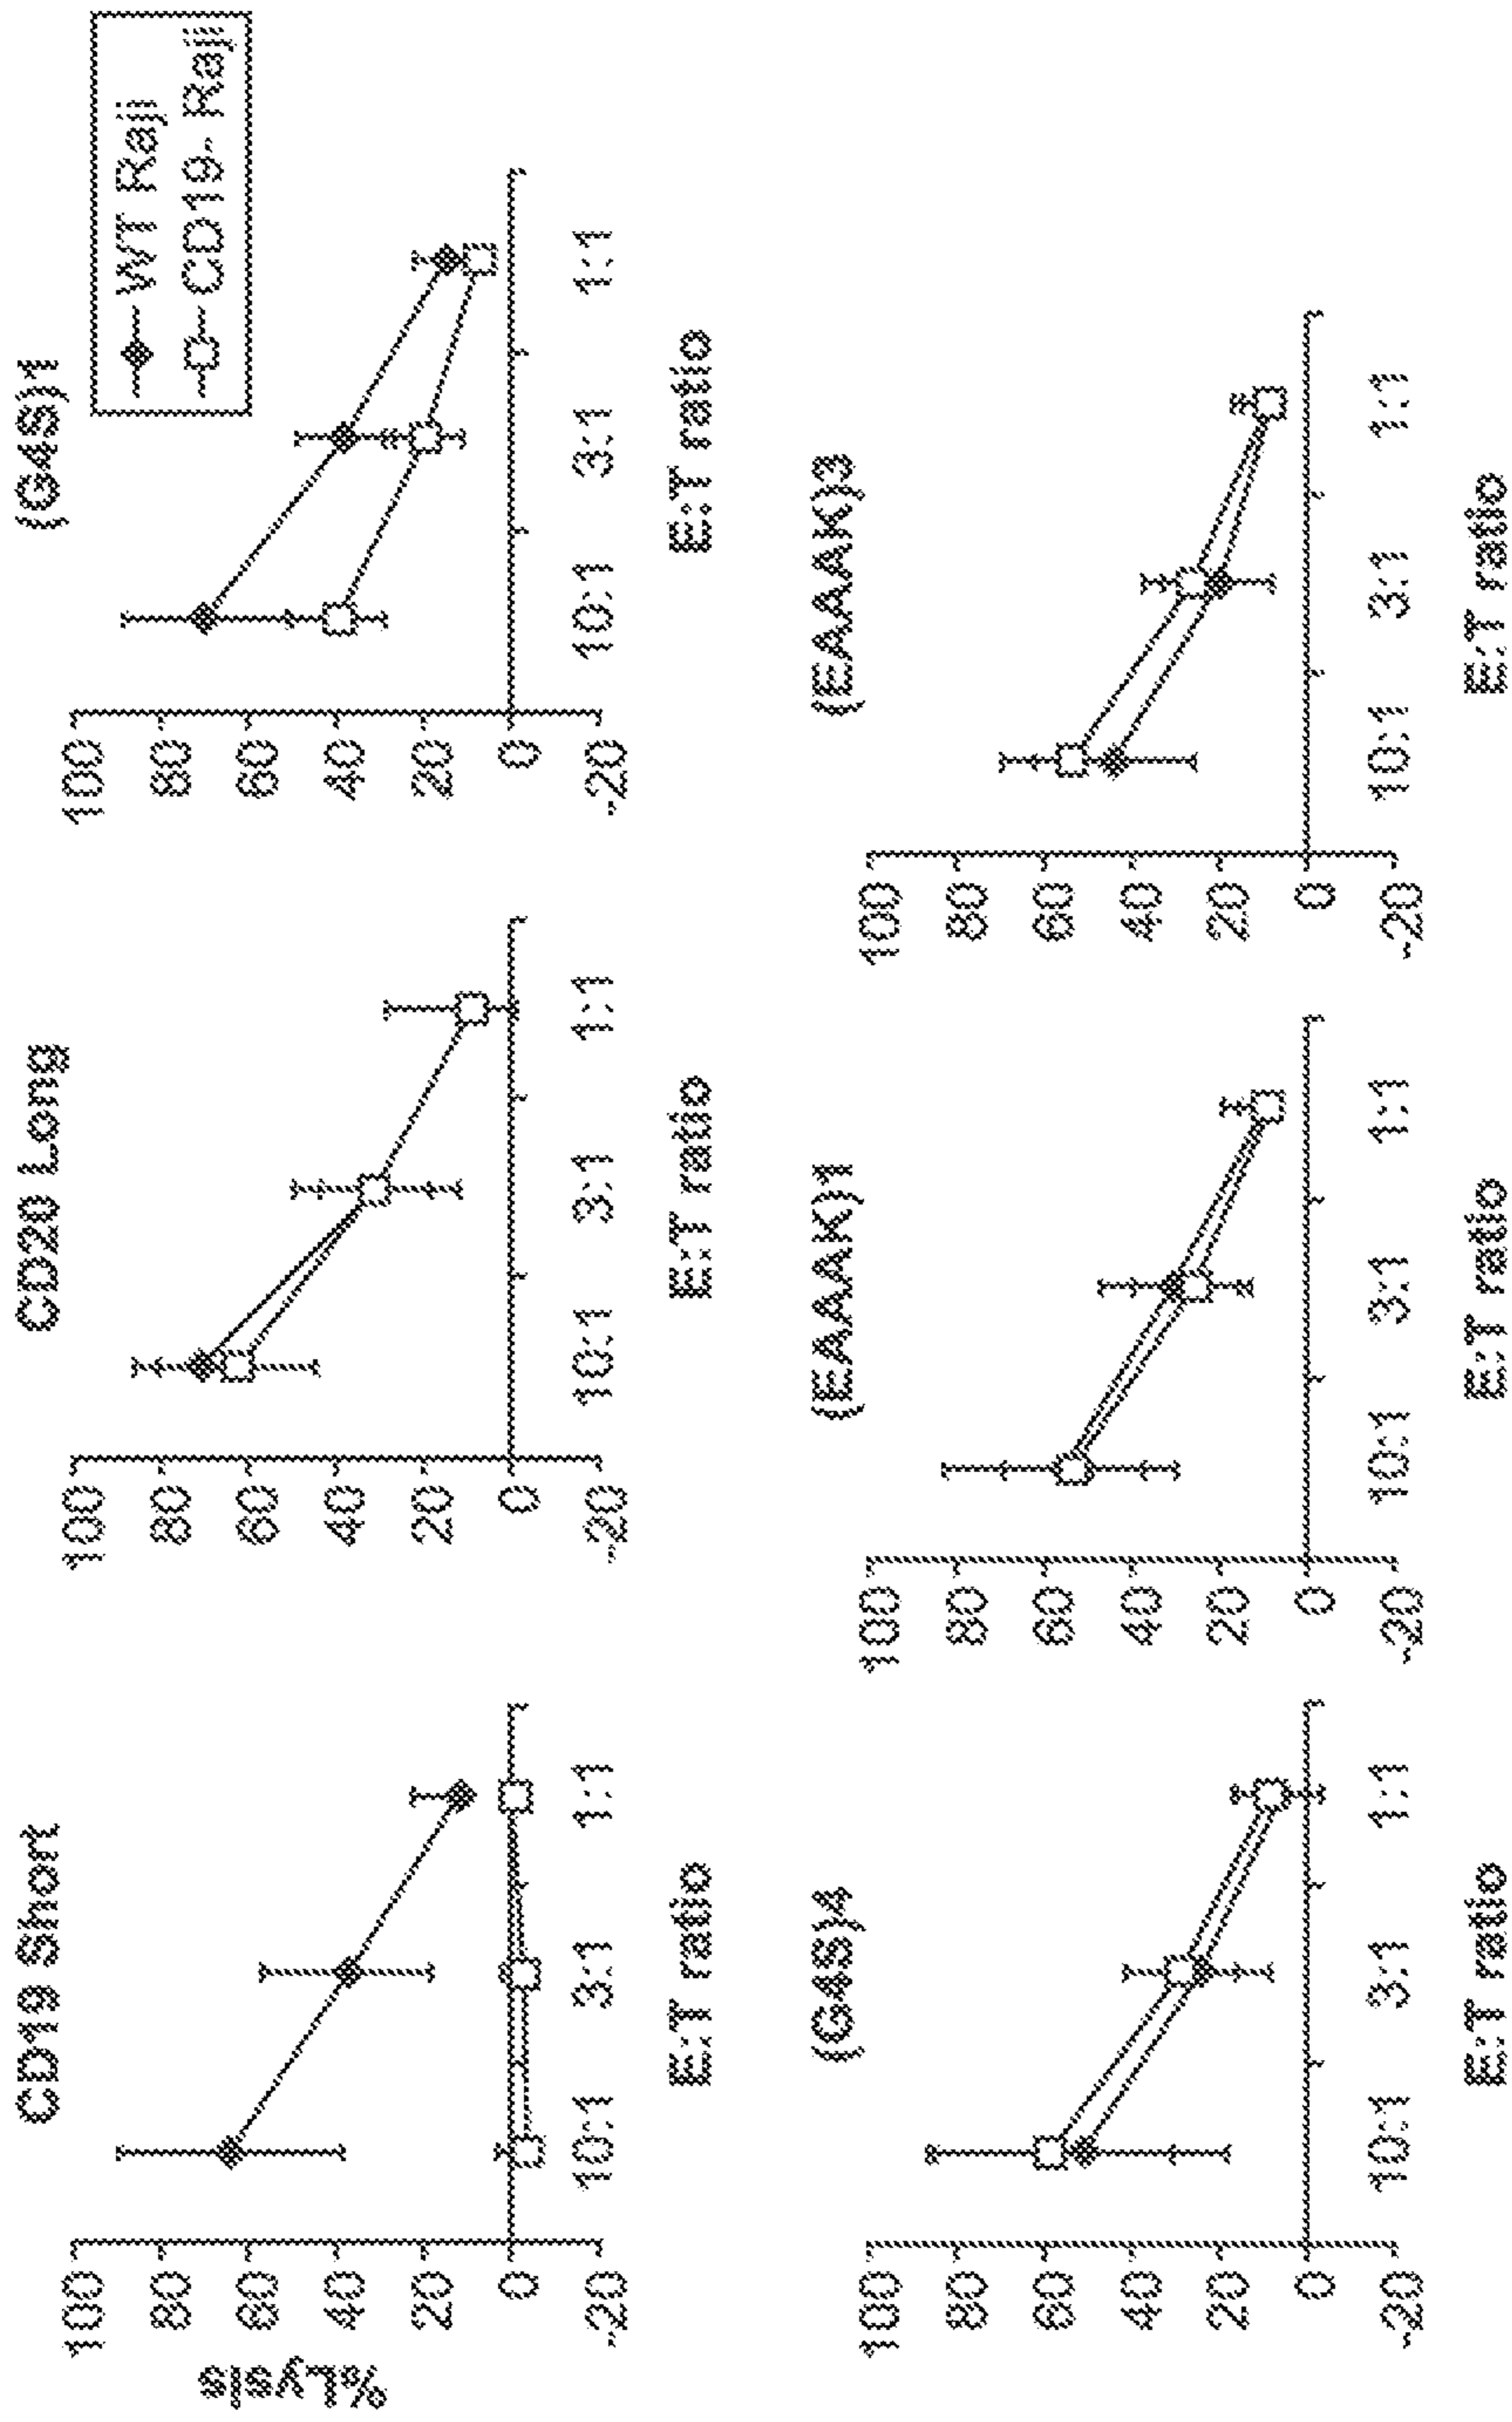 CD19 Short
%Lysis
100
80
60
40
20
0
-20
10:1 3:1 1:1
E:T ratio
CD20 Long
100
80
60
40
20
0
-20
10:1 3:1 1:1
E:T ratio
(G4S)1
WT Raji
CD19- Raji
100
80
60
40
20
0
-20
10:1 3:1 1:1
E:T ratio
(G4S)4
100
80
60
40
20
0
-20
10:1 3:1 1:1
E:T ratio
(EAAAK)1
100
80
60
40
20
0
-20
10:1 3:1 1:1
E:T ratio
(EAAAK)3
100
80
60
40
20
0
-20
10:1 3:1 1:1
E:T ratio